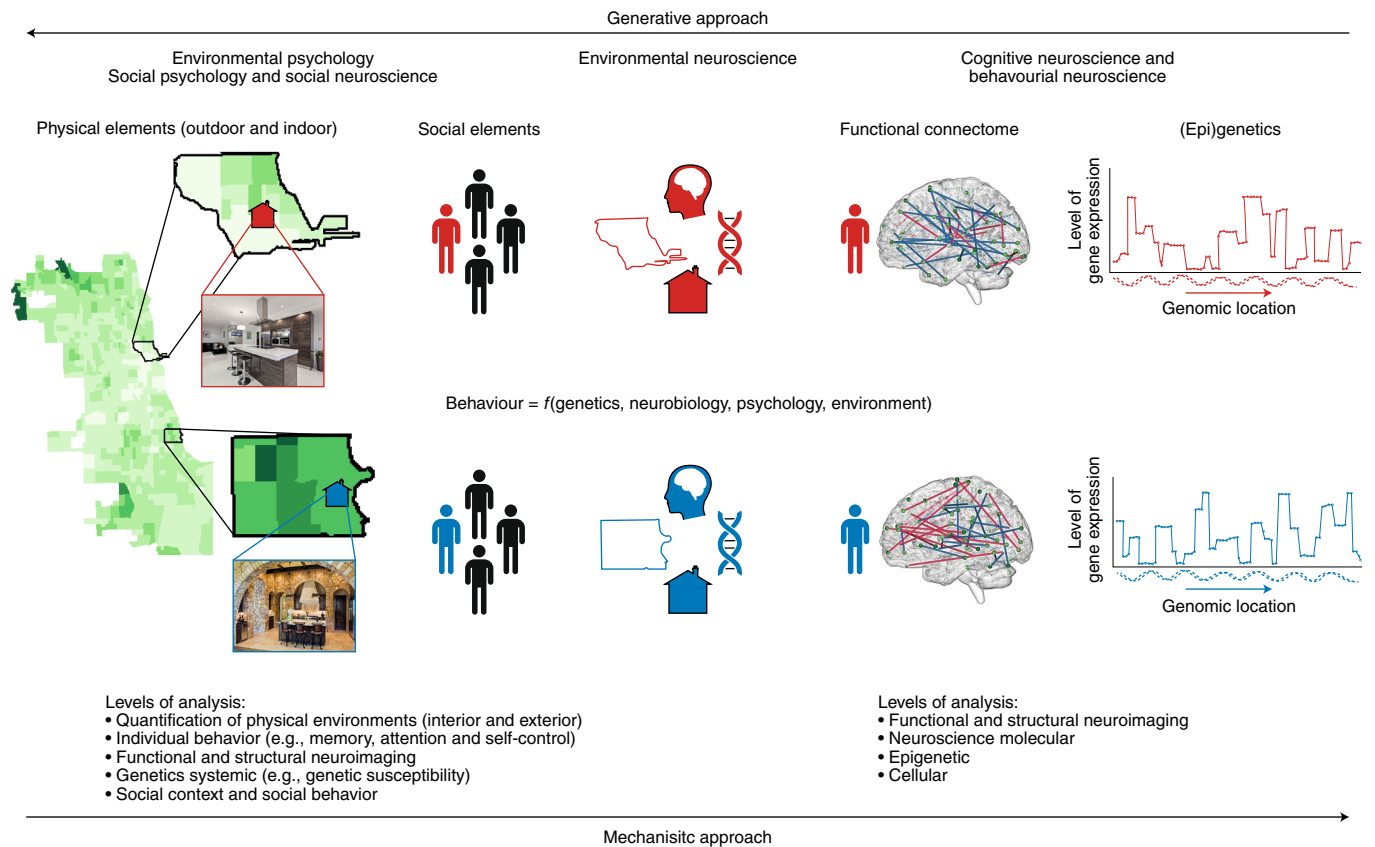 Generative approach
Environmental psychology
Social psychology and social neuroscience
Environmental neuroscience
Cognitive neuroscience and
behavourial neuroscience
Physical elements (outdoor and indoor)
Social elements
Functional connectome
(Epi)genetics
Level of
gene expression
Genomic location
Behaviour = f(genetics, neurobiology, psychology, environment)
Level of
gene expression
Genomic location
Levels of analysis:
• Quantification of physical environments (interior and exterior)
• Individual behavior (e.g., memory, attention and self-control)
• Functional and structural neuroimaging
• Genetics systemic (e.g., genetic susceptibility)
• Social context and social behavior
Levels of analysis:
• Functional and structural neuroimaging
• Neuroscience molecular
• Epigenetic
• Cellular
Mechanisitc approach